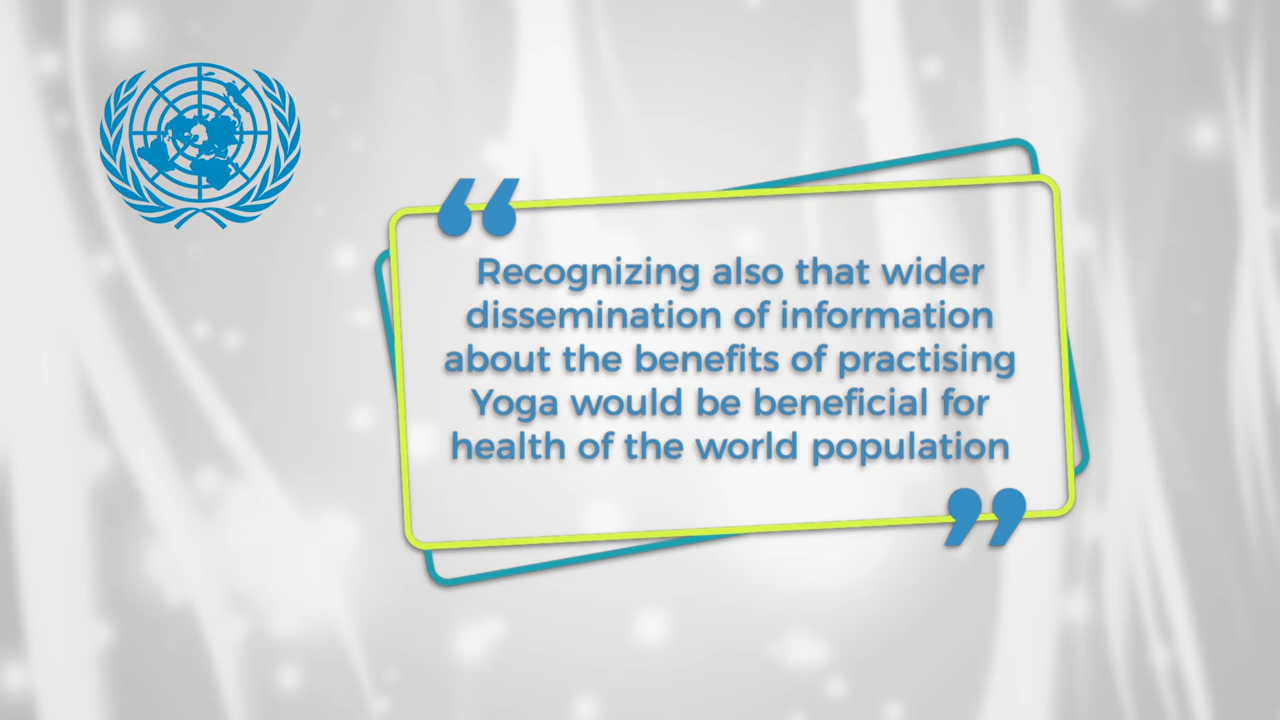 “
Recognizing also that wider
dissemination of information
about the benefits of practising
Yoga would be beneficial for
health of the world population
”